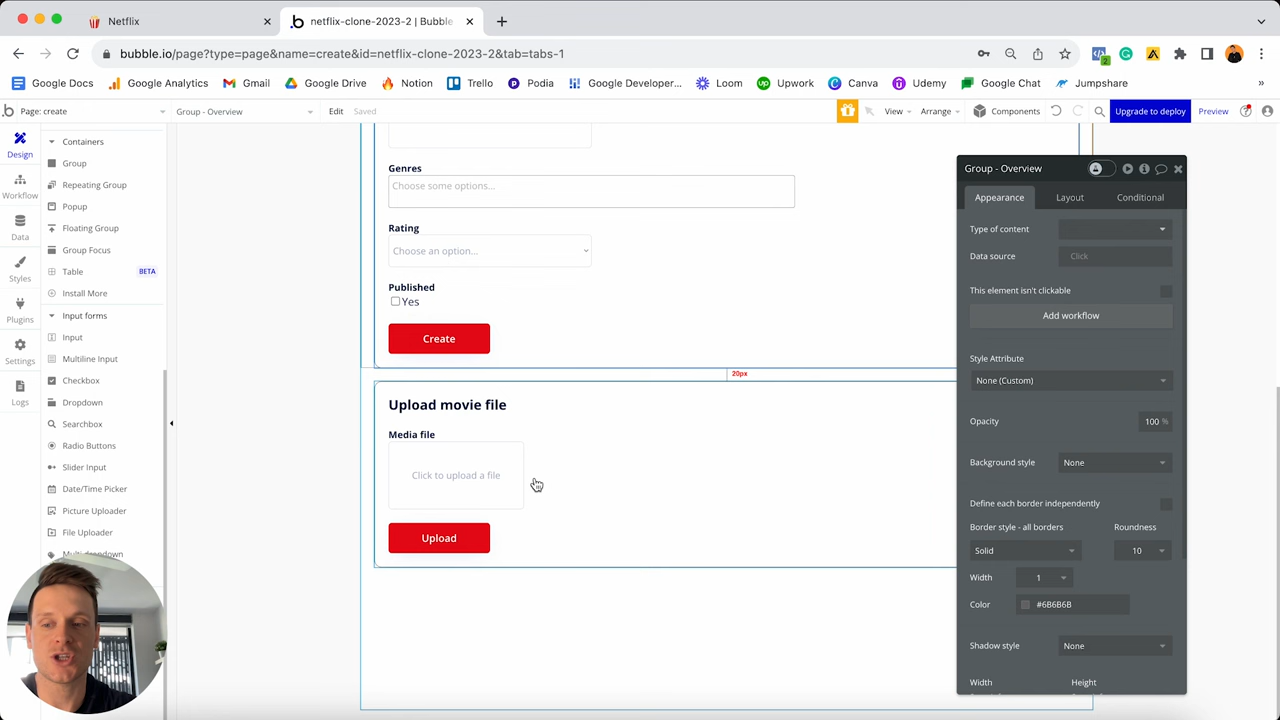 Netflix
netflix-clone-2023-2 | Bubble
bubble.io/page?type=page&name=create&id=netflix-clone-2023-2&tab=tabs-1
Google Docs
Google Analytics
Gmail
Google Drive
Notion
Trello
Podia
Google Developer...
Loom
Upwork
Canva
Udemy
Google Chat
Jumpshare
»
Page: create
Group - Overview
Edit
Saved
View
Arrange
Components
Upgrade to deploy
Preview
Design
Workflow
Data
Styles
Plugins
Settings
Logs
Containers
Group
Repeating Group
Popup
Floating Group
Group Focus
Table
BETA
Install More
Input forms
Input
Multiline Input
Checkbox
Dropdown
Searchbox
Radio Buttons
Slider Input
Date/Time Picker
Picture Uploader
File Uploader
Multi dropdown
Genres
Choose some options...
Rating
Choose an option...
Published
Yes
Create
20px
Upload movie file
Media file
Click to upload a file
Upload
Group - Overview
Appearance
Layout
Conditional
Type of content
Data source
Click
This element isn't clickable
Add workflow
Style Attribute
None (Custom)
Opacity
100 %
Background style
None
Define each border independently
Border style - all borders
Roundness
Solid
10
Width
1
Color
#6B6B6B
Shadow style
None
Width
Height